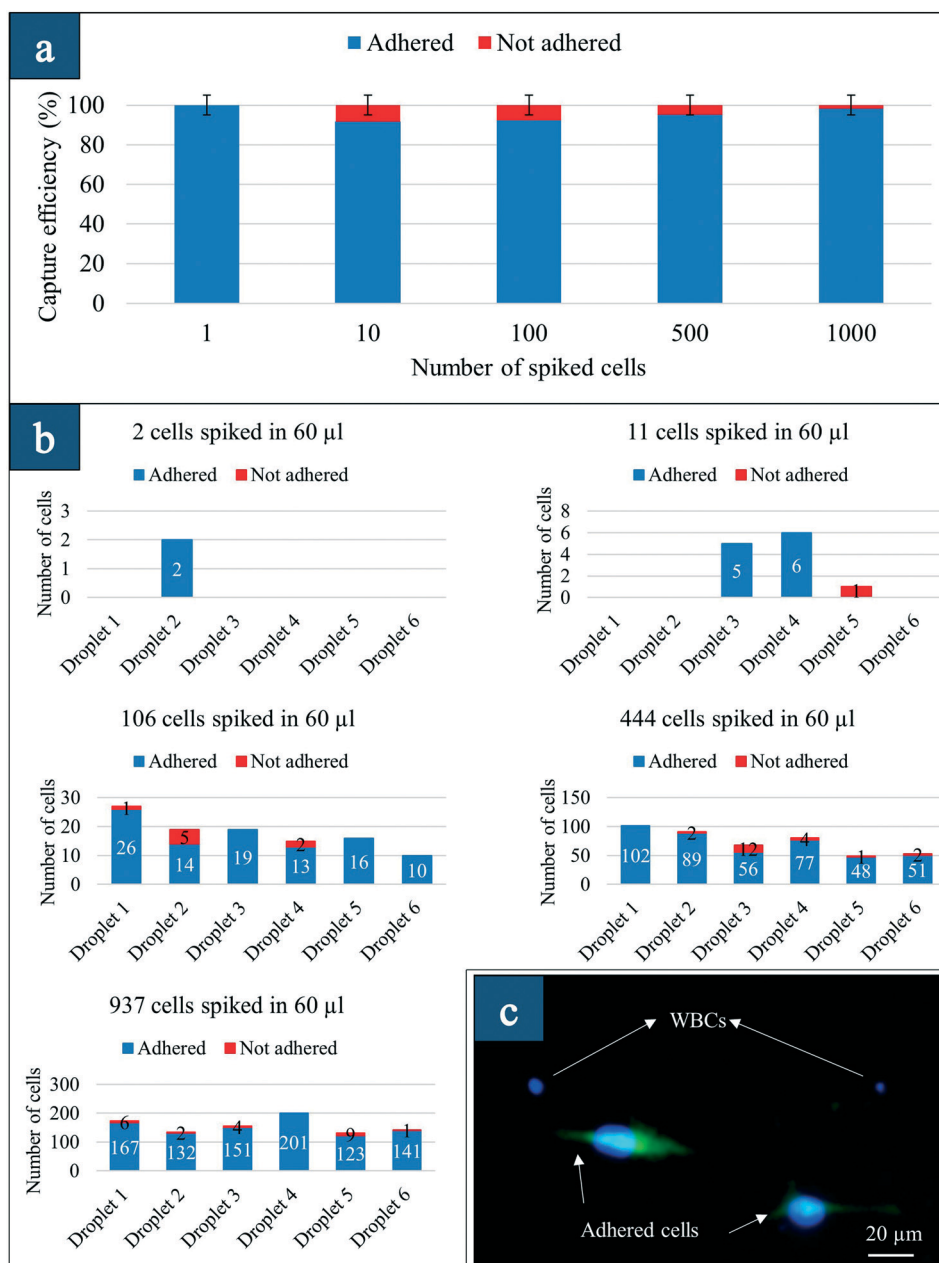 a
Adhered Not adhered
Capture efficiency (%)
100
80
60
40
20
0
1 10 100 500 1000
Number of spiked cells
b
2 cells spiked in 60 µl
Adhered Not adhered
Number of cells
3
2
1
0
2
Droplet 1 Droplet 2 Droplet 3 Droplet 4 Droplet 5 Droplet 6
11 cells spiked in 60 µl
Adhered Not adhered
Number of cells
8
6
4
2
0
5 6 1
Droplet 1 Droplet 2 Droplet 3 Droplet 4 Droplet 5 Droplet 6
106 cells spiked in 60 µl
Adhered Not adhered
Number of cells
30
20
10
0
1 5 2
26 14 19 13 16 10
Droplet 1 Droplet 2 Droplet 3 Droplet 4 Droplet 5 Droplet 6
444 cells spiked in 60 µl
Adhered Not adhered
Number of cells
150
100
50
0
2 12 4 1 2
102 89 56 77 48 51
Droplet 1 Droplet 2 Droplet 3 Droplet 4 Droplet 5 Droplet 6
937 cells spiked in 60 µl
Adhered Not adhered
Number of cells
300
200
100
0
6 2 4 9 1
167 132 151 201 123 141
Droplet 1 Droplet 2 Droplet 3 Droplet 4 Droplet 5 Droplet 6
c
WBCs
Adhered cells
20 µm